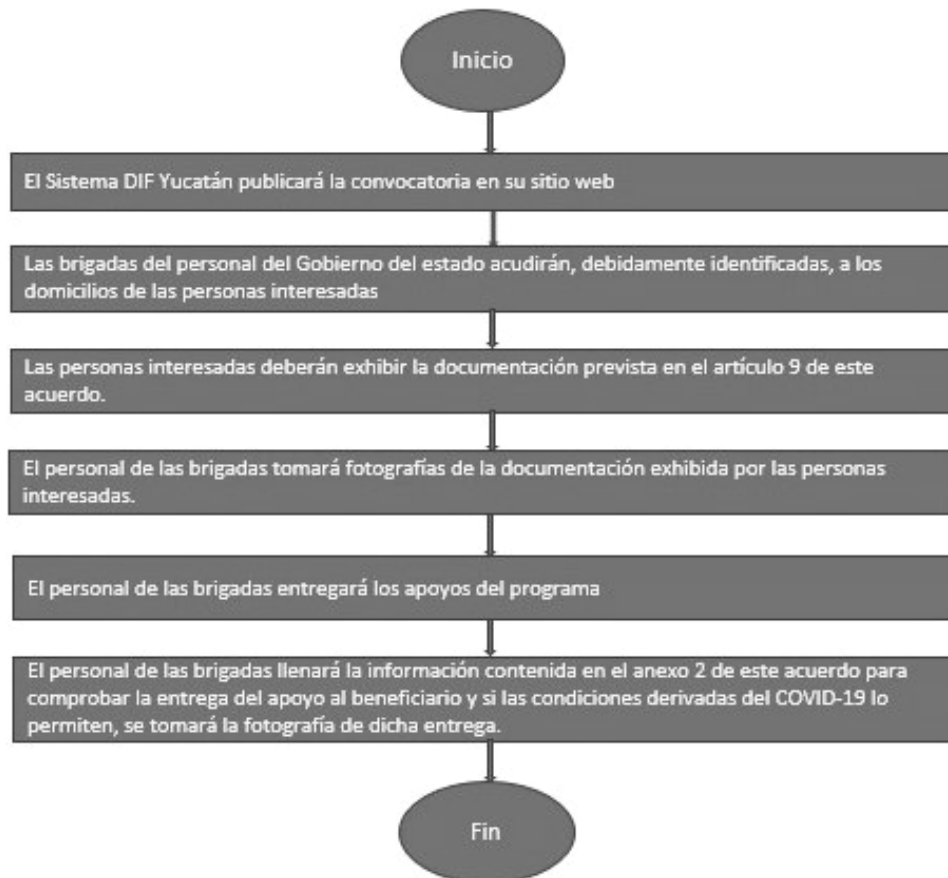 Inicio
El Sistema DIF Yucatán publicará la convocatoria en su sitio web
Las brigadas del personal del Gobierno del estado acudirán, debidamente identificadas, a los
domicilios de las personas interesadas
Las personas interesadas deberán exhibir la documentación prevista en el artículo 9 de este
acuerdo.
El personal de las brigadas tomará fotografías de la documentación exhibida por las personas
interesadas.
El personal de las brigadas entregará los apoyos del programa
El personal de las brigadas llenará la información contenida en el anexo 2 de este acuerdo para
comprobar la entrega del apoyo al beneficiario y si las condiciones derivadas del COVID-19 lo
permiten, se tomará la fotografía de dicha entrega.
Fin